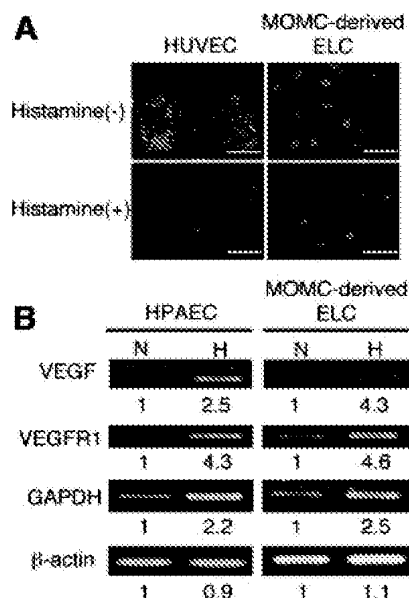 A
HUVEC
MOMC-derived
ELC
Histamine(-)
Histamine(+)
B
HPAEC
MOMC-derived
ELC
N H N H
VEGF
1 2.5 1 4.3
VEGFR1
1 4.3 1 4.6
GAPDH
1 2.2 1 2.5
β-actin
1 0.9 1 1.1